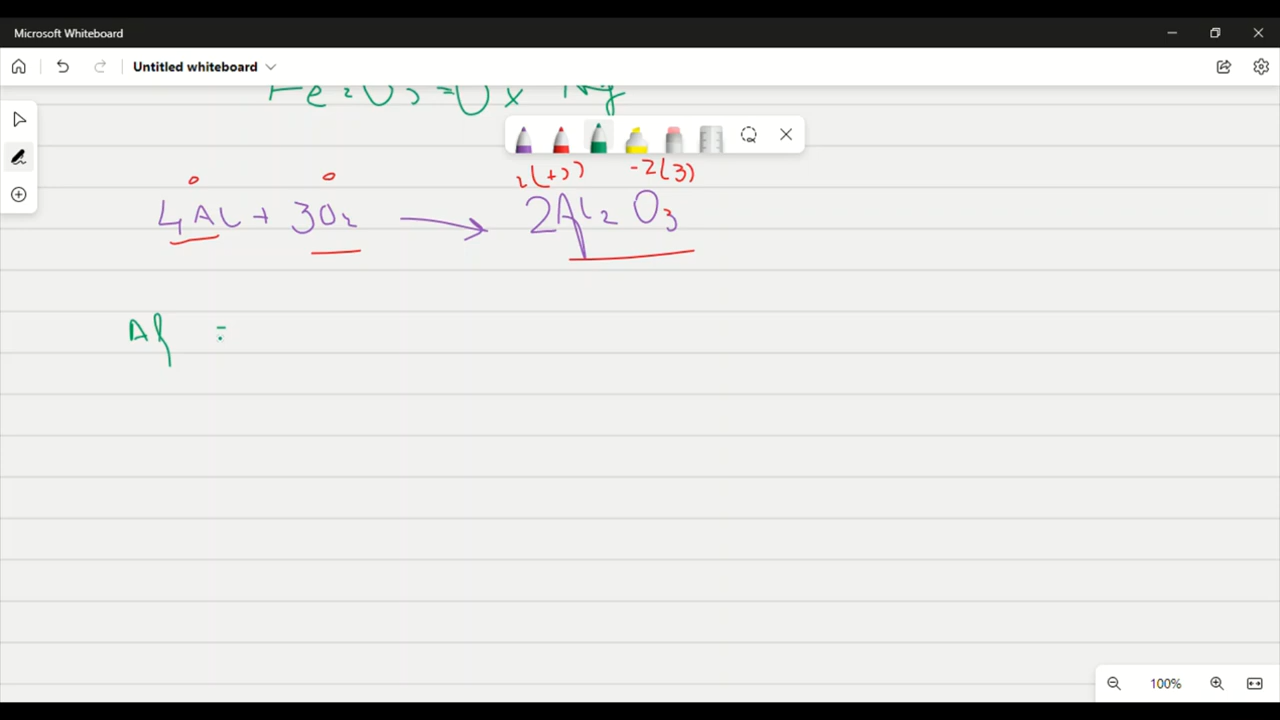 Microsoft Whiteboard
Untitled whiteboard
Fe2O3 = Ox Ag
0 0 2(+3) -2(3)
4Al + 3O2 → 2Al2O3
Al =
100%